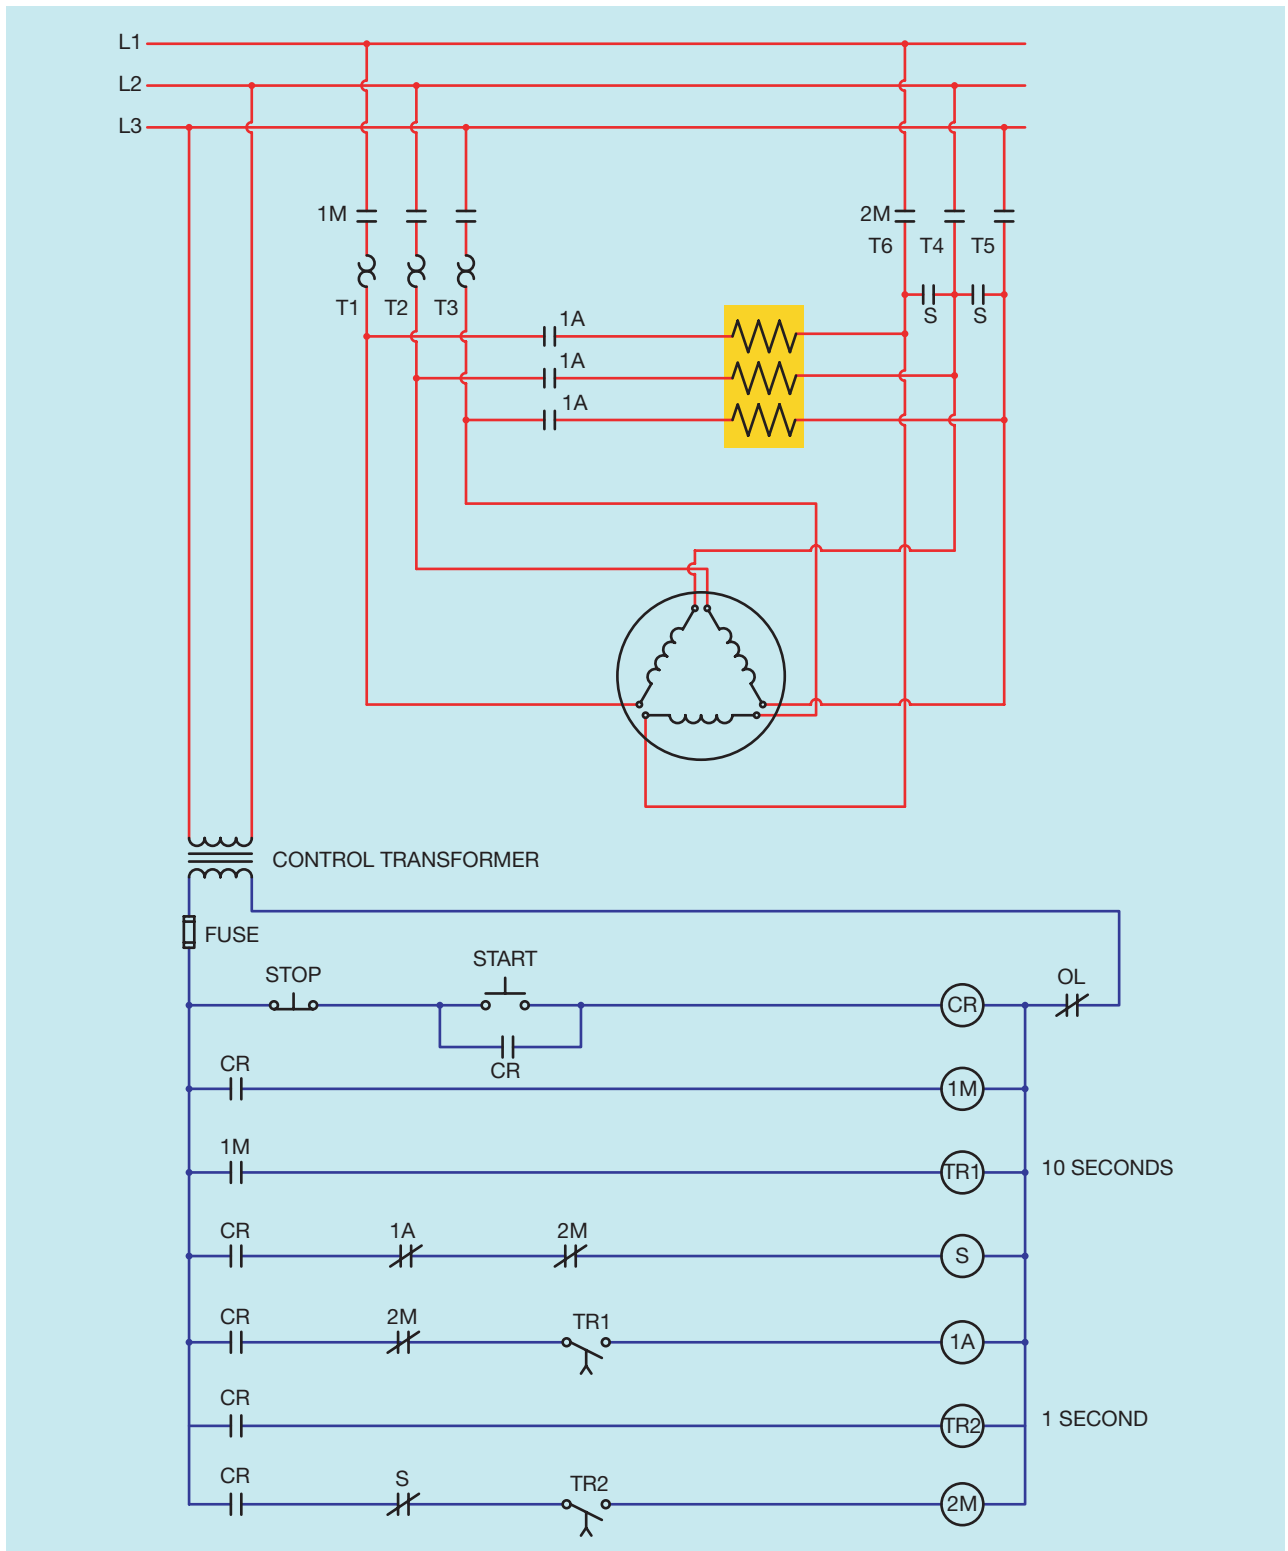 L1
L2
L3
1M
2M
T6 T4 T5
T1 T2 T3
S S
1A
1A
1A
CONTROL TRANSFORMER
FUSE
STOP
START
OL
CR
CR
CR
1M
1M
TR1
10 SECONDS
CR
1A
2M
S
CR
2M
TR1
1A
CR
TR2
1 SECOND
CR
S
TR2
2M